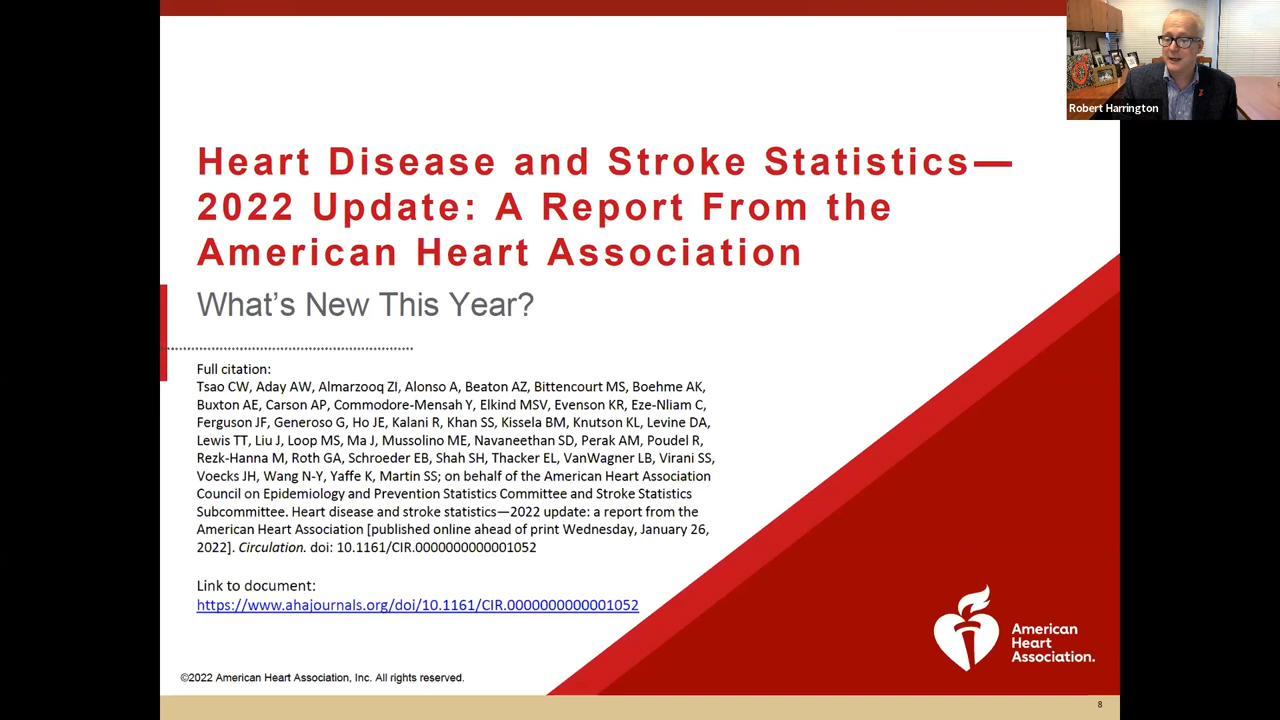 Robert Harrington
Heart Disease and Stroke Statistics—
2022 Update: A Report From the
American Heart Association
What's New This Year?
Full citation:
Tsao CW, Aday AW, Almarzooq ZI, Alonso A, Beaton AZ, Bittencourt MS, Boehme AK,
Buxton AE, Carson AP, Commodore-Mensah Y, Elkind MSV, Evenson KR, Eze-Nliam C,
Ferguson JF, Generoso G, Ho JE, Kalani R, Khan SS, Kissela BM, Knutson KL, Levine DA,
Lewis TT, Liu J, Loop MS, Ma J, Mussolino ME, Navaneethan SD, Perak AM, Poudel R,
Rezk-Hanna M, Roth GA, Schroeder EB, Shah SH, Thacker EL, VanWagner LB, Virani SS,
Voecks JH, Wang N-Y, Yaffe K, Martin SS; on behalf of the American Heart Association
Council on Epidemiology and Prevention Statistics Committee and Stroke Statistics
Subcommittee. Heart disease and stroke statistics—2022 update: a report from the
American Heart Association [published online ahead of print Wednesday, January 26,
2022]. Circulation. doi: 10.1161/CIR.0000000000001052
Link to document:
https://www.ahajournals.org/doi/10.1161/CIR.0000000000001052
American
Heart
Association.
©2022 American Heart Association, Inc. All rights reserved.
8